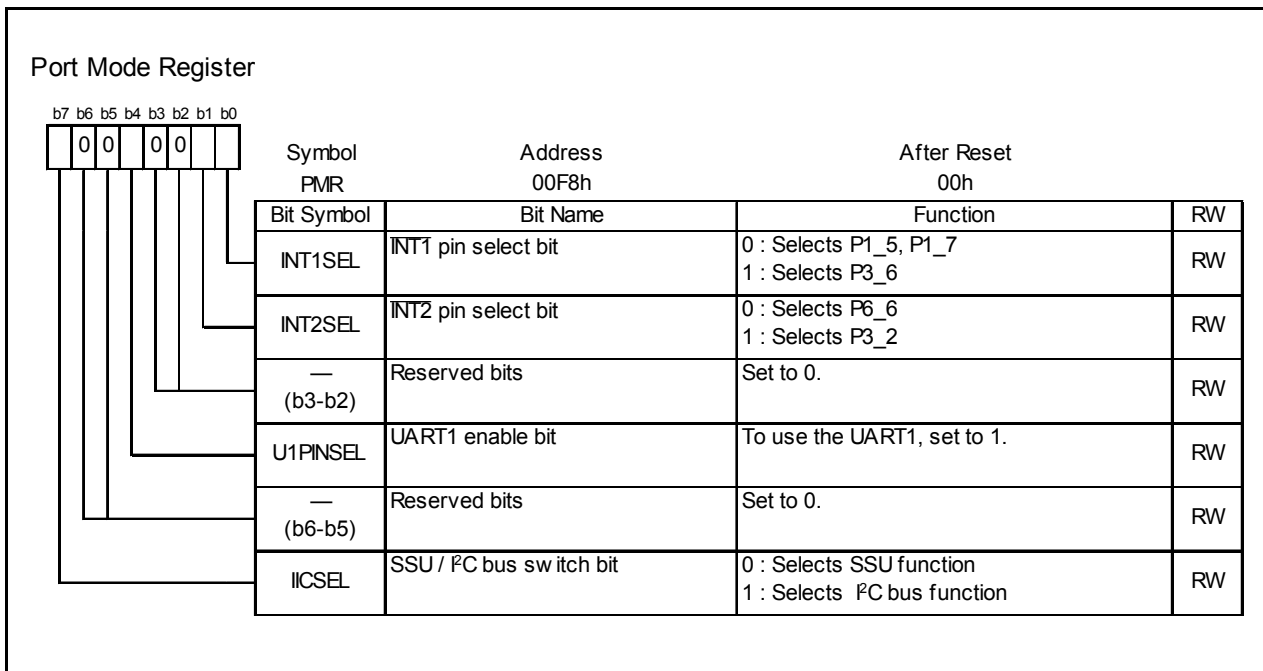 Port Mode Register
b7 b6 b5 b4 b3 b2 b1 b0
0 0 0 0
Symbol Address After Reset
PMR 00F8h 00h
Bit Symbol Bit Name Function RW
INT1SEL INT1 pin select bit 0 : Selects P1_5, P1_7 RW
1 : Selects P3_6
INT2SEL INT2 pin select bit 0 : Selects P6_6 RW
1 : Selects P3_2
— Reserved bits Set to 0. RW
(b3-b2)
U1PINSEL UART1 enable bit To use the UART1, set to 1. RW
— Reserved bits Set to 0. RW
(b6-b5)
IICSEL SSU / I²C bus switch bit 0 : Selects SSU function RW
1 : Selects I²C bus function